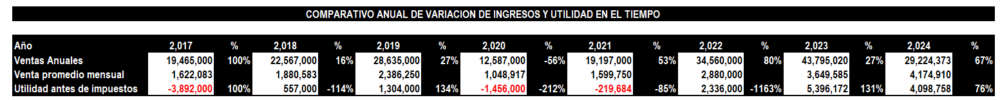 COMPARATIVO ANUAL DE VARIACION DE INGRESOS Y UTILIDAD EN EL TIEMPO
Año 2,017 % 2,018 % 2,019 % 2,020 % 2,021 % 2,022 % 2,023 % 2,024 %
Ventas Anuales 19,465,000 100% 22,567,000 16% 28,635,000 27% 12,587,000 -56% 19,197,000 53% 34,560,000 80% 43,795,020 27% 29,224,373 67%
Venta promedio mensual 1,622,083 1,880,583 2,386,250 1,048,917 1,599,750 2,880,000 3,649,585 4,174,910
Utilidad antes de impuestos -3,892,000 100% 557,000 -114% 1,304,000 134% -1,456,000 -212% -219,684 -85% 2,336,000 -1163% 5,396,172 131% 4,098,758 76%